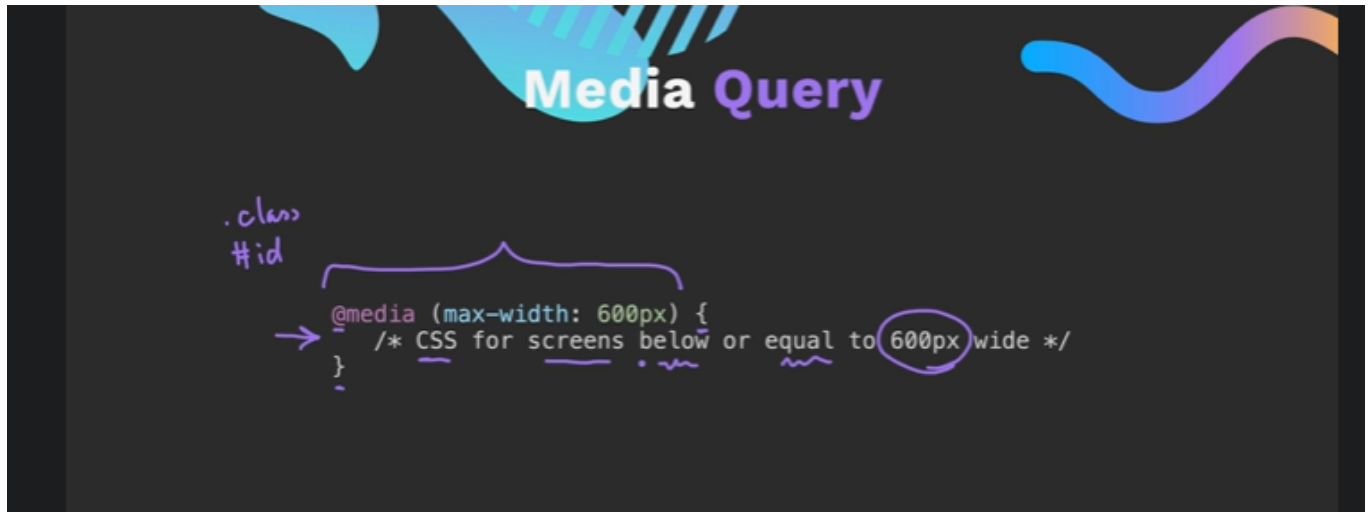 Media Query
.class
#id
@media (max-width: 600px) {
/* CSS for screens below or equal to 600px wide */
}